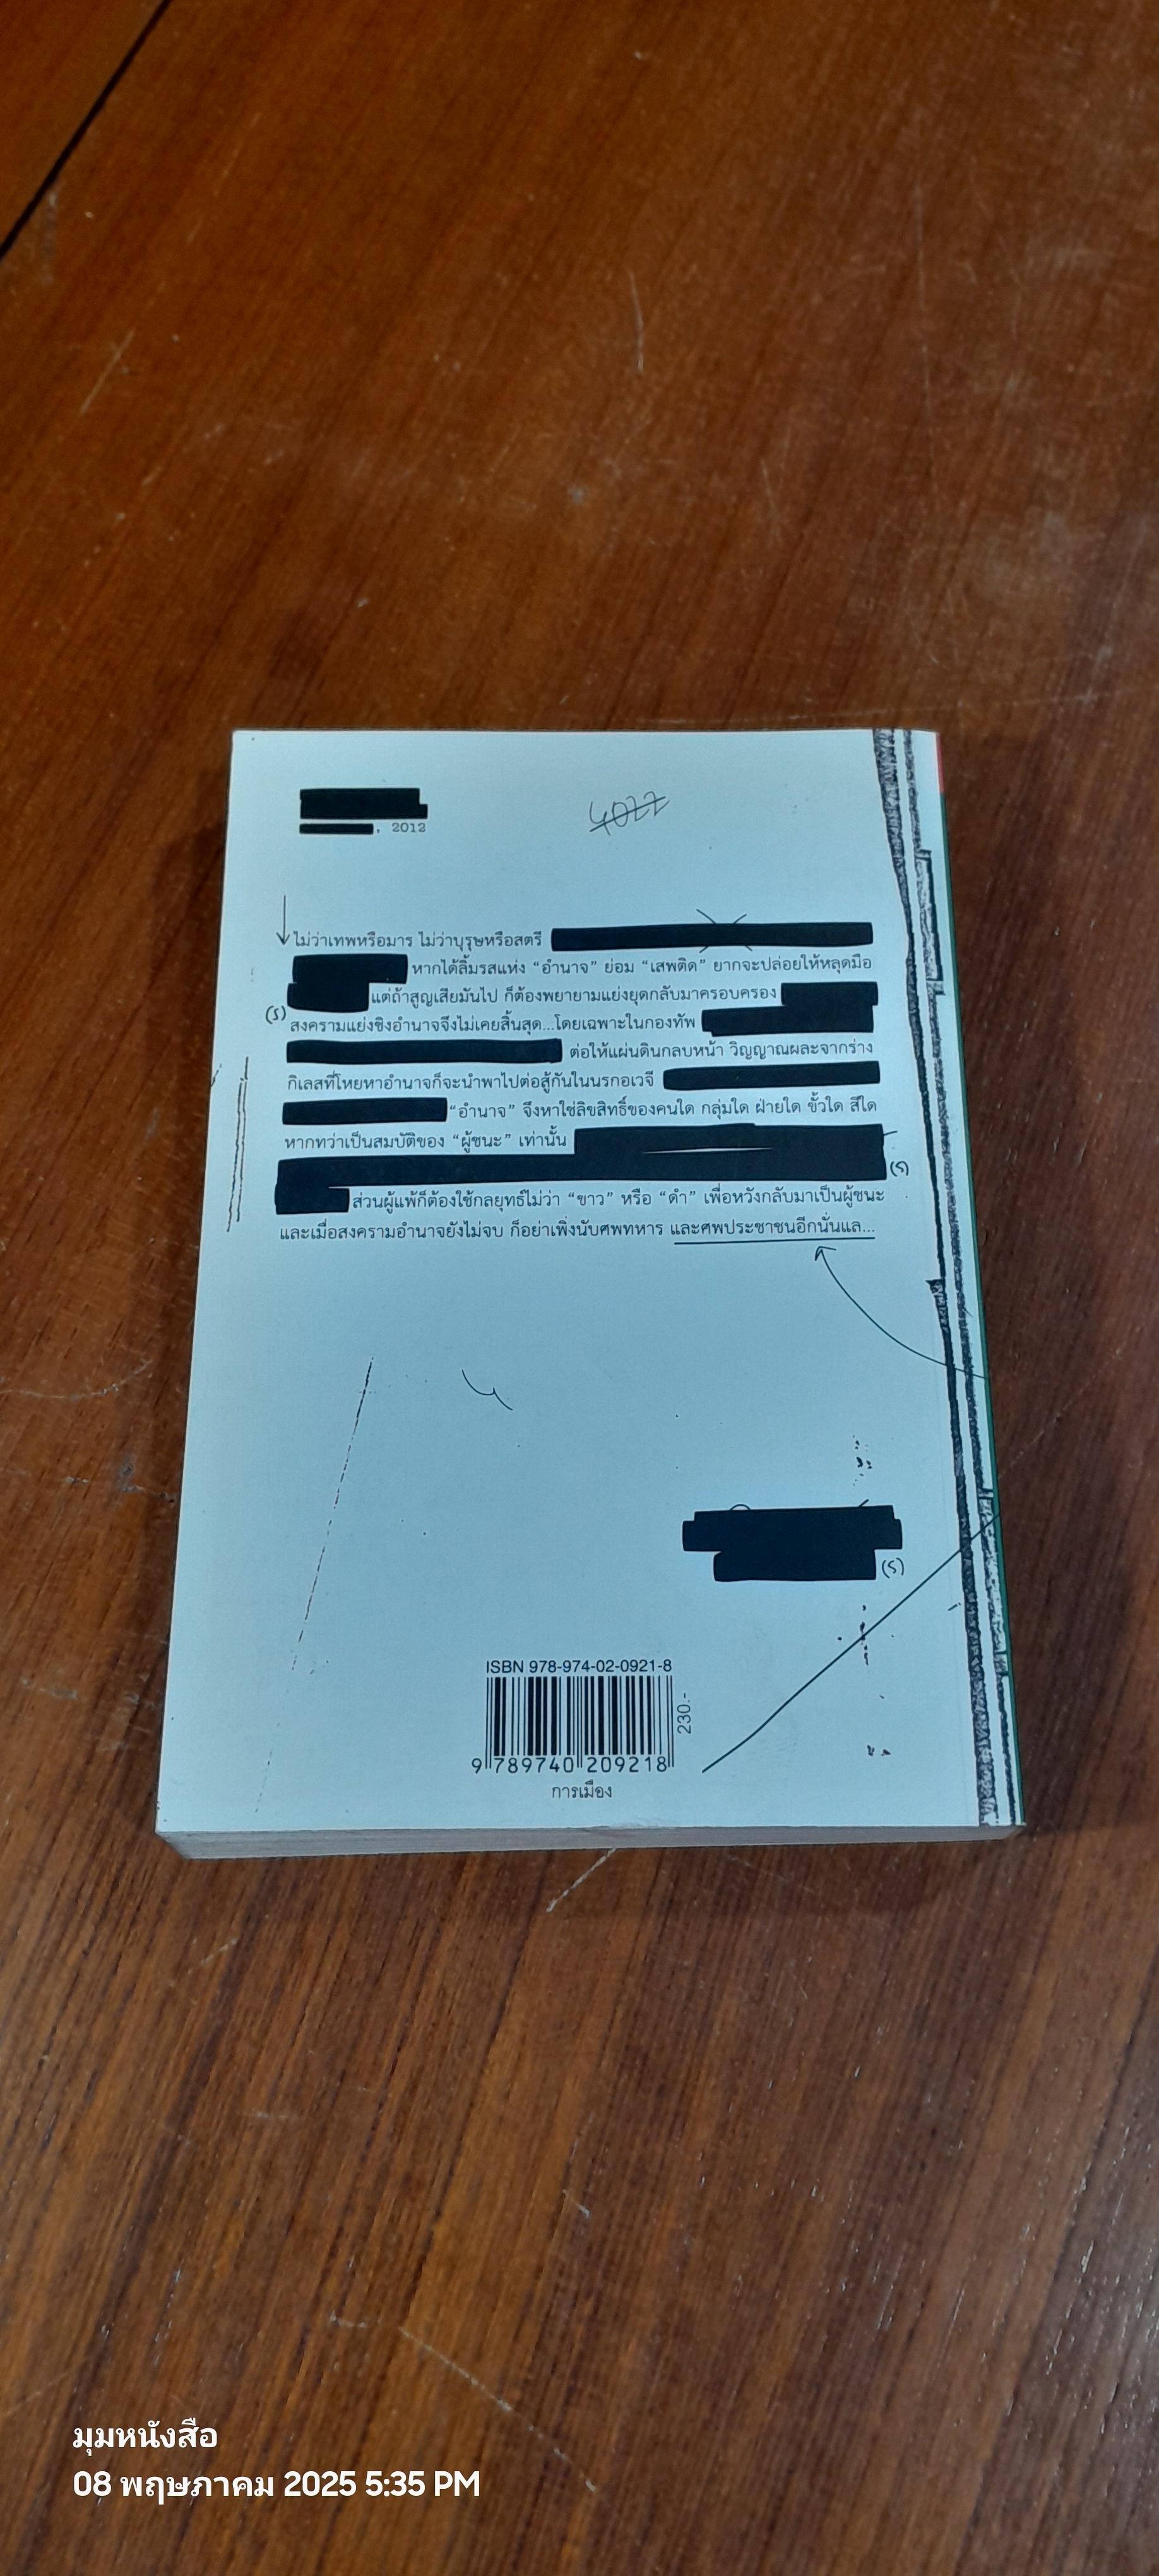 , 2012
4022
ไม่ว่าเทพหรือมาร ไม่ว่าบุรุษหรือสตรี
หากได้ลิ้มรสแห่ง “อำนาจ” ย่อม “เสพติด” ยากจะปล่อยให้หลุดมือ
แต่ถ้าสูญเสียมันไป ก็ต้องพยายามแย่งยุดกลับมาครอบครอง
(s) สงครามแย่งชิงอำนาจจึงไม่เคยสิ้นสุด...โดยเฉพาะในกองทัพ
ต่อให้แผ่นดินกลบหน้า วิญญาณผละจากร่าง
กิเลสที่โหยหาอำนาจก็จะนำพาไปต่อสู้กันในนรกอเวจี
“อำนาจ” จึงหาใช่ลิขสิทธิ์ของคนใด กลุ่มใด ฝ่ายใด ขั้วใด สีใด
หากทว่าเป็นสมบัติของ “ผู้ชนะ” เท่านั้น
(s)
ส่วนผู้แพ้ก็ต้องใช้กลยุทธ์ไม่ว่า “ขาว” หรือ “ดำ” เพื่อหวังกลับมาเป็นผู้ชนะ
และเมื่อสงครามอำนาจยังไม่จบ ก็อย่าเพิ่งนับศพทหาร และศพประชาชนอีกนั่นแล...
(s)
ISBN 978-974-02-0921-8
230.-
9 789740 209218
การเมือง
มุมหนังสือ
08 พฤษภาคม 2025 5:35 PM